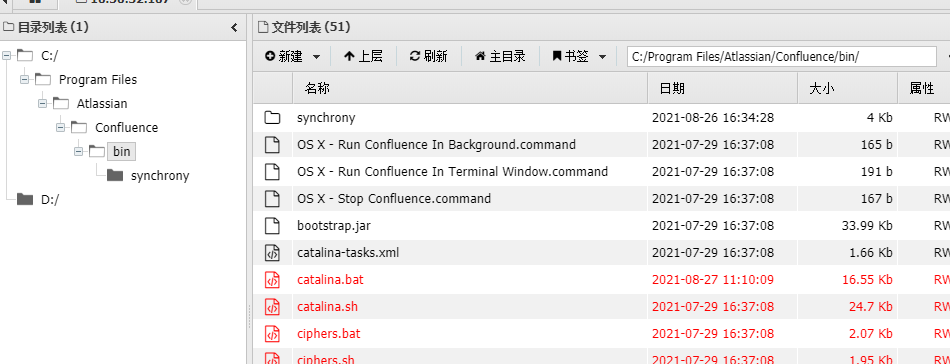 目录列表 (1)
C:/
Program Files
Atlassian
Confluence
bin
synchrony
D:/
文件列表 (51)
新建 上层 刷新 主目录 书签 C:/Program Files/Atlassian/Confluence/bin/
名称 日期 大小 属性
synchrony 2021-08-26 16:34:28 4 Kb RW
OS X - Run Confluence In Background.command 2021-07-29 16:37:08 165 b RW
OS X - Run Confluence In Terminal Window.command 2021-07-29 16:37:08 191 b RW
OS X - Stop Confluence.command 2021-07-29 16:37:08 167 b RW
bootstrap.jar 2021-07-29 16:37:08 33.99 Kb RW
catalina-tasks.xml 2021-07-29 16:37:08 1.66 Kb RW
catalina.bat 2021-08-27 11:10:09 16.55 Kb RW
catalina.sh 2021-07-29 16:37:08 24.7 Kb RW
ciphers.bat 2021-07-29 16:37:08 2.07 Kb RW
ciphers.sh 2021-07-29 16:37:08 1.95 Kb RW